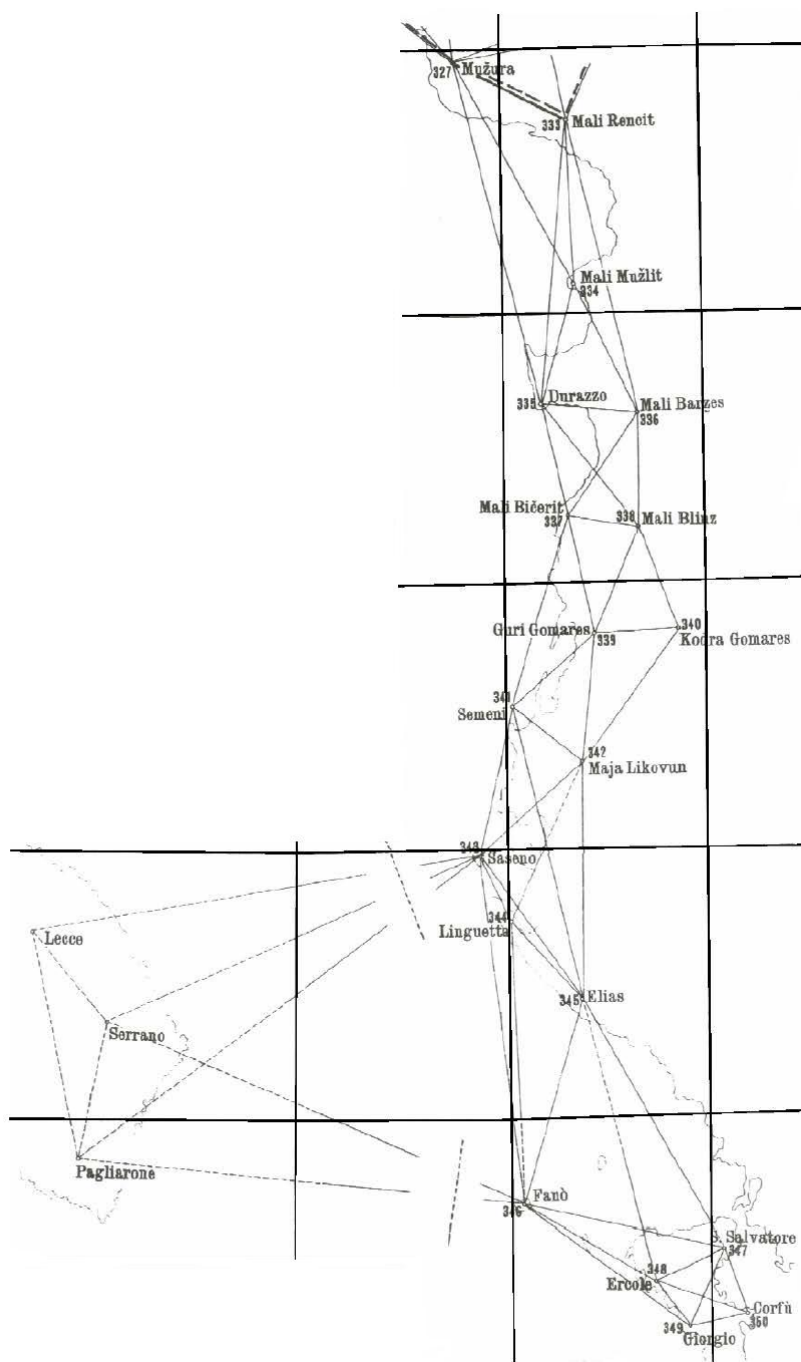 327 Mužura
333 Mali Rencit
Mali Mužlit
334
335 Durazzo
Mali Barzes
336
Mali Bičerit
337
338 Mali Blinz
Guri Gomares
339
340
Kodra Gomares
341
Semeni
342
Maja Likovun
343
Saseno
344
Linguetta
Lecce
345 Elias
Serrano
Pagliarone
Fanò
346
S. Salvatore
347
348
Ercole
Corfù
350
349
Giorgio